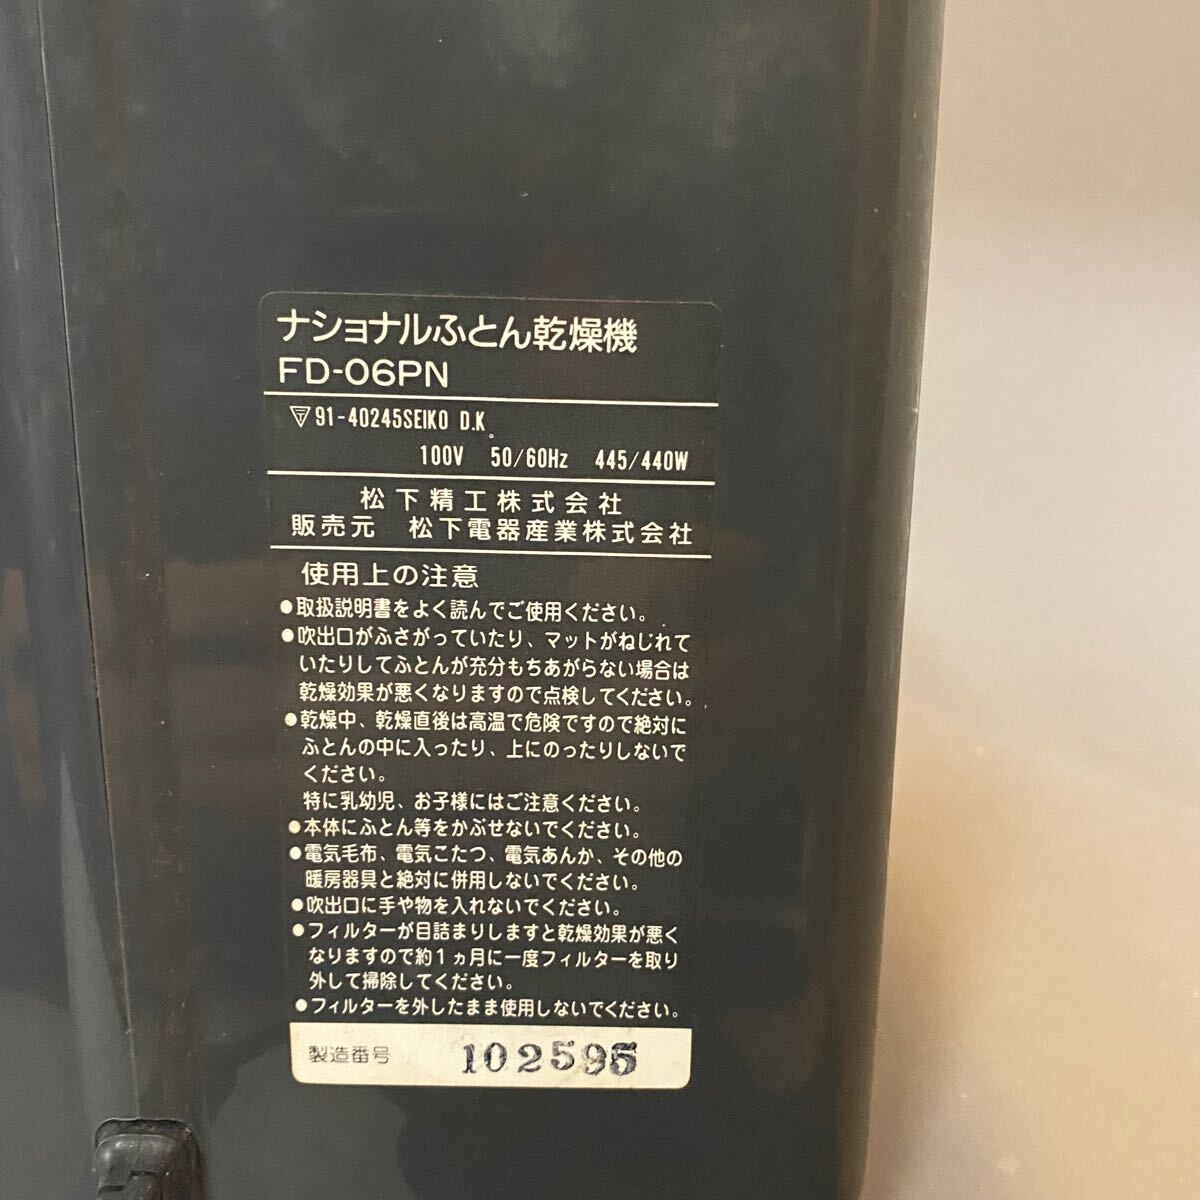 ナショナルふとん乾燥機
FD-06PN
91-40245SEIKO D.K
100V 50/60Hz 445/440W
松下精工株式会社
販売元 松下電器産業株式会社
使用上の注意
●取扱説明書をよく読んでご使用ください。
●吹出口がふさがっていたり、マットがねじれて
いたりしてふとんが充分もちあがらない場合は
乾燥効果が悪くなりますので点検してください。
●乾燥中、乾燥直後は高温で危険ですので絶対に
ふとんの中に入ったり、上にのったりしないで
ください。
特に乳幼児、お子様にはご注意ください。
●本体にふとん等をかぶせないでください。
●電気毛布、電気こたつ、電気あんか、その他の
暖房器具と絶対に併用しないでください。
●吹出口に手や物を入れないでください。
●フィルターが目詰まりしますと乾燥効果が悪く
なりますので約1ヵ月に一度フィルターを取り
外して掃除してください。
●フィルターを外したまま使用しないでください。
製造番号 102595